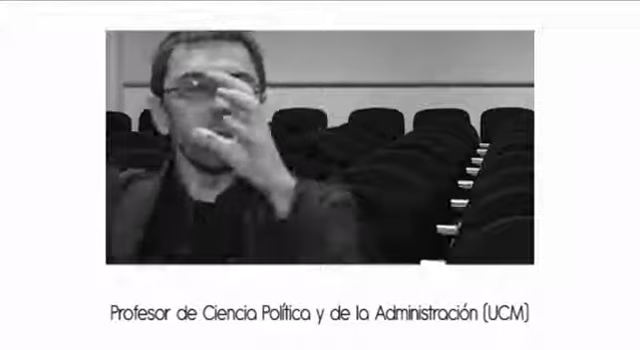 Profesor de Ciencia Política y de la Administración (UCM)